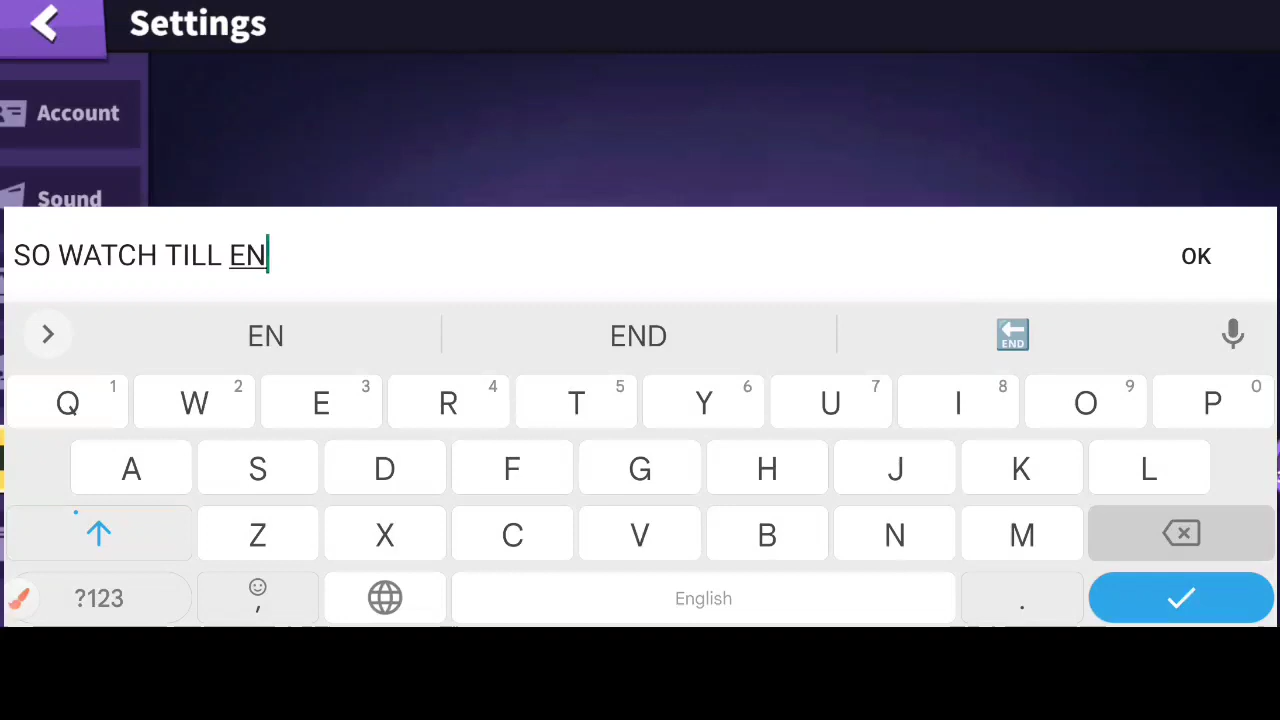 Settings
Account
Sound
SO WATCH TILL EN
OK
EN END END
Q 1 W 2 E 3 R 4 T 5 Y 6 U 7 I 8 O 9 P 0
A S D F G H J K L
Z X C V B N M
?123 , English .